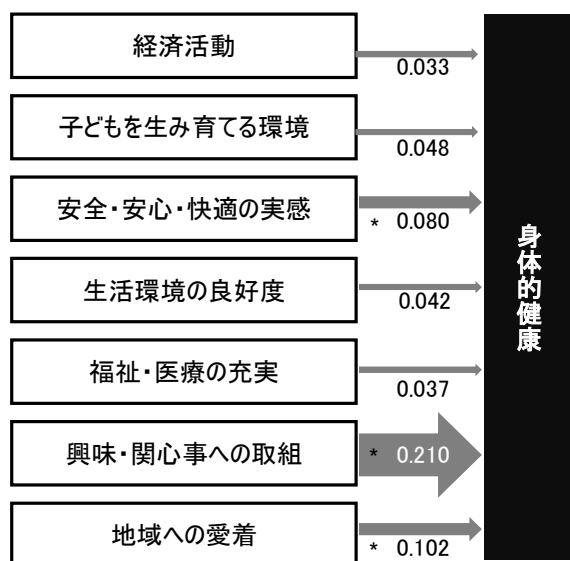 経済活動
0.033
子どもを生み育てる環境
0.048
安全・安心・快適の実感
* 0.080
生活環境の良好度
0.042
福祉・医療の充実
0.037
興味・関心事への取組
* 0.210
地域への愛着
* 0.102
身体的健康